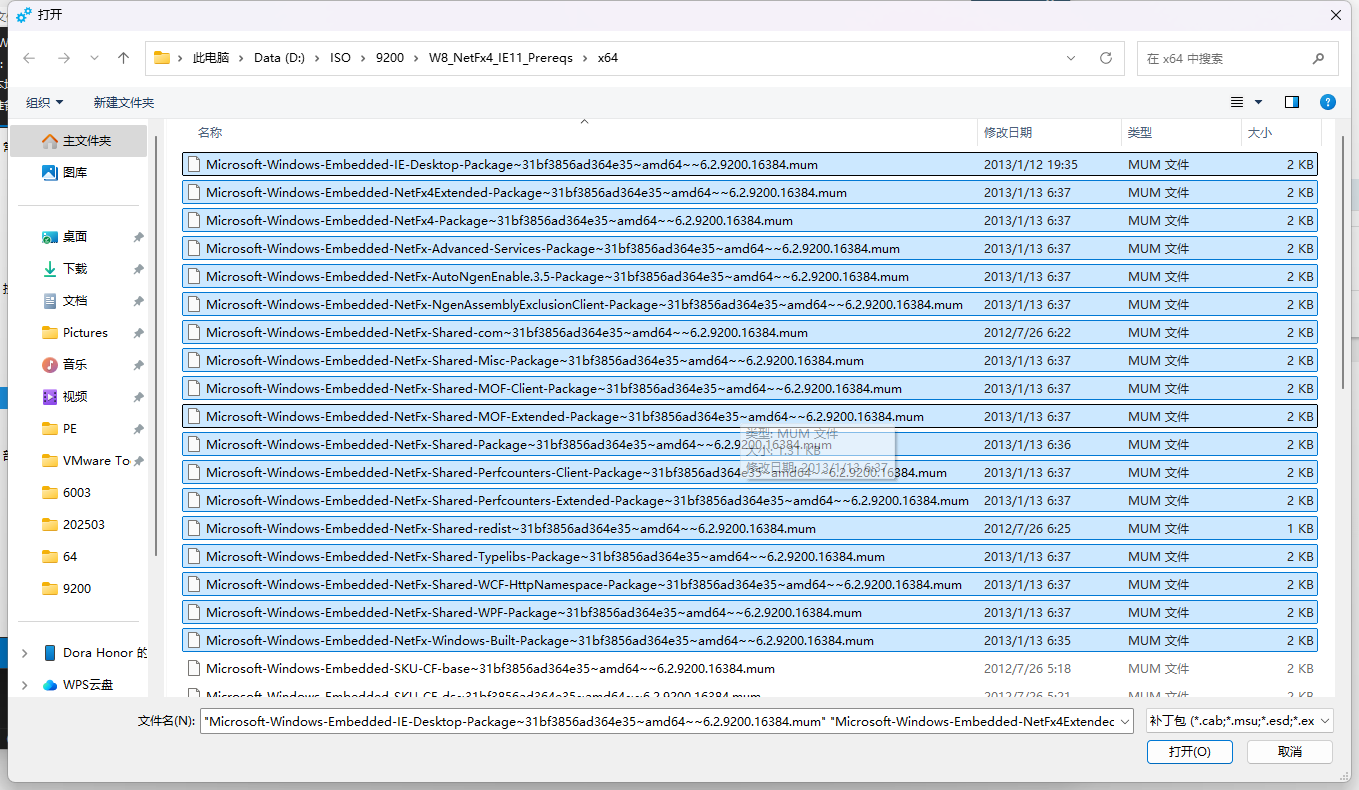 打开
此电脑 › Data (D:) › ISO › 9200 › W8_NetFx4_IE11_Prereqs › x64
在 x64 中搜索
组织 新建文件夹
主文件夹
图库
桌面
下载
文档
Pictures
音乐
视频
PE
VMware To
6003
202503
64
9200
Dora Honor 的
WPS云盘
名称 修改日期 类型 大小
Microsoft-Windows-Embedded-IE-Desktop-Package~31bf3856ad364e35~amd64~~6.2.9200.16384.mum 2013/1/12 19:35 MUM 文件 2 KB
Microsoft-Windows-Embedded-NetFx4Extended-Package~31bf3856ad364e35~amd64~~6.2.9200.16384.mum 2013/1/13 6:37 MUM 文件 2 KB
Microsoft-Windows-Embedded-NetFx4-Package~31bf3856ad364e35~amd64~~6.2.9200.16384.mum 2013/1/13 6:37 MUM 文件 2 KB
Microsoft-Windows-Embedded-NetFx-Advanced-Services-Package~31bf3856ad364e35~amd64~~6.2.9200.16384.mum 2013/1/13 6:37 MUM 文件 2 KB
Microsoft-Windows-Embedded-NetFx-AutoNgenEnable.3.5-Package~31bf3856ad364e35~amd64~~6.2.9200.16384.mum 2013/1/13 6:37 MUM 文件 2 KB
Microsoft-Windows-Embedded-NetFx-NgenAssemblyExclusionClient-Package~31bf3856ad364e35~amd64~~6.2.9200.16384.mum 2013/1/13 6:37 MUM 文件 2 KB
Microsoft-Windows-Embedded-NetFx-Shared-com~31bf3856ad364e35~amd64~~6.2.9200.16384.mum 2012/7/26 6:22 MUM 文件 2 KB
Microsoft-Windows-Embedded-NetFx-Shared-Misc-Package~31bf3856ad364e35~amd64~~6.2.9200.16384.mum 2013/1/13 6:37 MUM 文件 2 KB
Microsoft-Windows-Embedded-NetFx-Shared-MOF-Client-Package~31bf3856ad364e35~amd64~~6.2.9200.16384.mum 2013/1/13 6:37 MUM 文件 2 KB
Microsoft-Windows-Embedded-NetFx-Shared-MOF-Extended-Package~31bf3856ad364e35~amd64~~6.2.9200.16384.mum 2013/1/13 6:37 MUM 文件 2 KB
类型: MUM 文件
Microsoft-Windows-Embedded-NetFx-Shared-Package~31bf3856ad364e35~amd64~~6.2.9200.16384.mum 2013/1/13 6:36 MUM 文件 2 KB
大小: 1.31 KB
修改日期: 2013/1/13 6:37
Microsoft-Windows-Embedded-NetFx-Shared-Perfcounters-Client-Package~31bf3856ad364e35~amd64~~6.2.9200.16384.mum 2013/1/13 6:37 MUM 文件 2 KB
Microsoft-Windows-Embedded-NetFx-Shared-Perfcounters-Extended-Package~31bf3856ad364e35~amd64~~6.2.9200.16384.mum 2013/1/13 6:37 MUM 文件 2 KB
Microsoft-Windows-Embedded-NetFx-Shared-redist~31bf3856ad364e35~amd64~~6.2.9200.16384.mum 2012/7/26 6:25 MUM 文件 1 KB
Microsoft-Windows-Embedded-NetFx-Shared-Typelibs-Package~31bf3856ad364e35~amd64~~6.2.9200.16384.mum 2013/1/13 6:37 MUM 文件 2 KB
Microsoft-Windows-Embedded-NetFx-Shared-WCF-HttpNamespace-Package~31bf3856ad364e35~amd64~~6.2.9200.16384.mum 2013/1/13 6:37 MUM 文件 2 KB
Microsoft-Windows-Embedded-NetFx-Shared-WPF-Package~31bf3856ad364e35~amd64~~6.2.9200.16384.mum 2013/1/13 6:37 MUM 文件 2 KB
Microsoft-Windows-Embedded-NetFx-Windows-Built-Package~31bf3856ad364e35~amd64~~6.2.9200.16384.mum 2013/1/13 6:35 MUM 文件 2 KB
Microsoft-Windows-Embedded-SKU-CF-base~31bf3856ad364e35~amd64~~6.2.9200.16384.mum 2012/7/26 5:18 MUM 文件 2 KB
Microsoft-Windows-Embedded-SKU-CF-ds~31bf3856ad364e35~amd64~~6.2.9200.16384.mum 2012/7/26 5:21 MUM 文件 2 KB
文件名(N): "Microsoft-Windows-Embedded-IE-Desktop-Package~31bf3856ad364e35~amd64~~6.2.9200.16384.mum" "Microsoft-Windows-Embedded-NetFx4Extended 补丁包 (*.cab;*.msu;*.esd;*.ex
打开(O) 取消